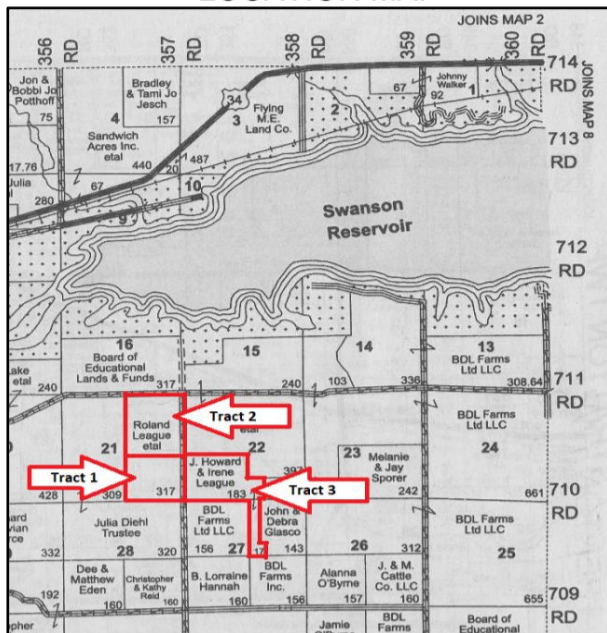 LOCATION MAP
JOINS MAP 2
356
RD
357
RD
358
RD
359
RD
360
RD
714
RD
JOINS MAP 8
Jon &
Bobbi Jo
Potthoff
75
Bradley
& Tami Jo
Jesch
4
157
34
3
Flying
M.E.
Land Co.
2
67
Johnny
Walker
1
92
Sandwich
Acres Inc.
etal
713
RD
17.76
Julia
440
20
487
67
280
10
9
Swanson
Reservoir
712
RD
16
Board of
Educational
Lands & Funds
15
14
13
BDL Farms
Ltd LLC
Lake
etal
240
317
240
103
336
308.64
711
RD
Roland
League
etal
Tract 2
etal
BDL Farms
Ltd LLC
21
22
23
24
Tract 1
J. Howard
& Irene
League
397
Melanie
& Jay
Sporer
428
309
317
183
Tract 3
242
661
710
RD
Julia Diehl
Trustee
BDL
Farms
Ltd LLC
John &
Debra
Glasco
BDL Farms
Ltd LLC
332
28
320
156
27
17
143
26
312
25
Dee &
Matthew
Eden
Christopher
& Kathy
Reid
B. Lorraine
Hannah
BDL
Farms
Inc.
Alanna
O'Byrne
J. & M.
Cattle
Co. LLC
709
RD
192
160
160
160
156
157
160
655
opher
Jamie
BDL
Farms
Board of
Educational